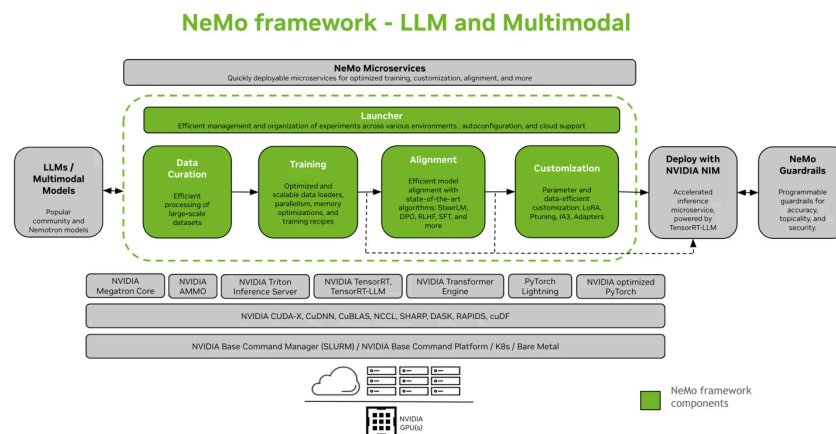 NeMo framework - LLM and Multimodal
NeMo Microservices
Quickly deployable microservices for optimized training, customization, alignment, and more
Launcher
Efficient management and organization of experiments across various environments , autoconfiguration, and cloud support
LLMs /
Multimodal
Models
Popular
community and
Nemotron models
Data
Curation
Efficient
processing of
large-scale
datasets
Training
Optimized and
scalable data loaders,
parallelism, memory
optimizations, and
training recipes
Alignment
Efficient model
alignment with
state-of-the-art
algorithms: SteerLM,
DPO, RLHF, SFT, and
more
Customization
Parameter and
data-efficient
customization: LoRA,
Ptuning, IA3, Adapters
Deploy with
NVIDIA NIM
Accelerated
inference
microservice,
powered by
TensorRT-LLM
NeMo
Guardrails
Programmable
guardrails for
accuracy,
topicality, and
security.
NVIDIA
Megatron Core
NVIDIA
AMMO
NVIDIA Triton
Inference Server
NVIDIA TensorRT,
TensorRT-LLM
NVIDIA Transformer
Engine
PyTorch
Lightning
NVIDIA optimized
PyTorch
NVIDIA CUDA-X, CuDNN, CuBLAS, NCCL, SHARP, DASK, RAPIDS, cuDF
NVIDIA Base Command Manager (SLURM) / NVIDIA Base Command Platform / K8s / Bare Metal
NVIDIA
GPU(s)
NeMo framework
components